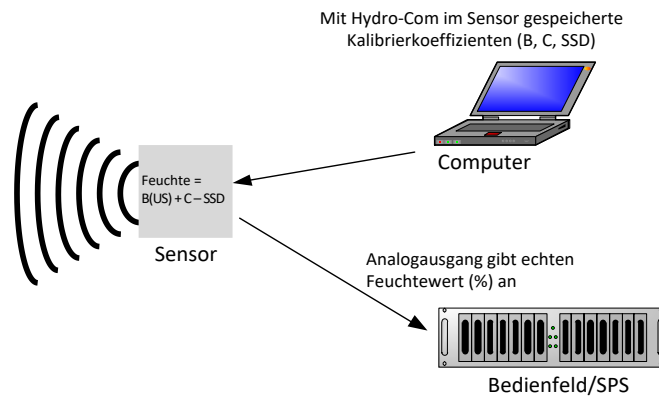 Mit Hydro-Com im Sensor gespeicherte
Kalibrierkoeffizienten (B, C, SSD)
Computer
Feuchte =
B(US) + C – SSD
Sensor
Analogausgang gibt echten
Feuchtewert (%) an
Bedienfeld/SPS